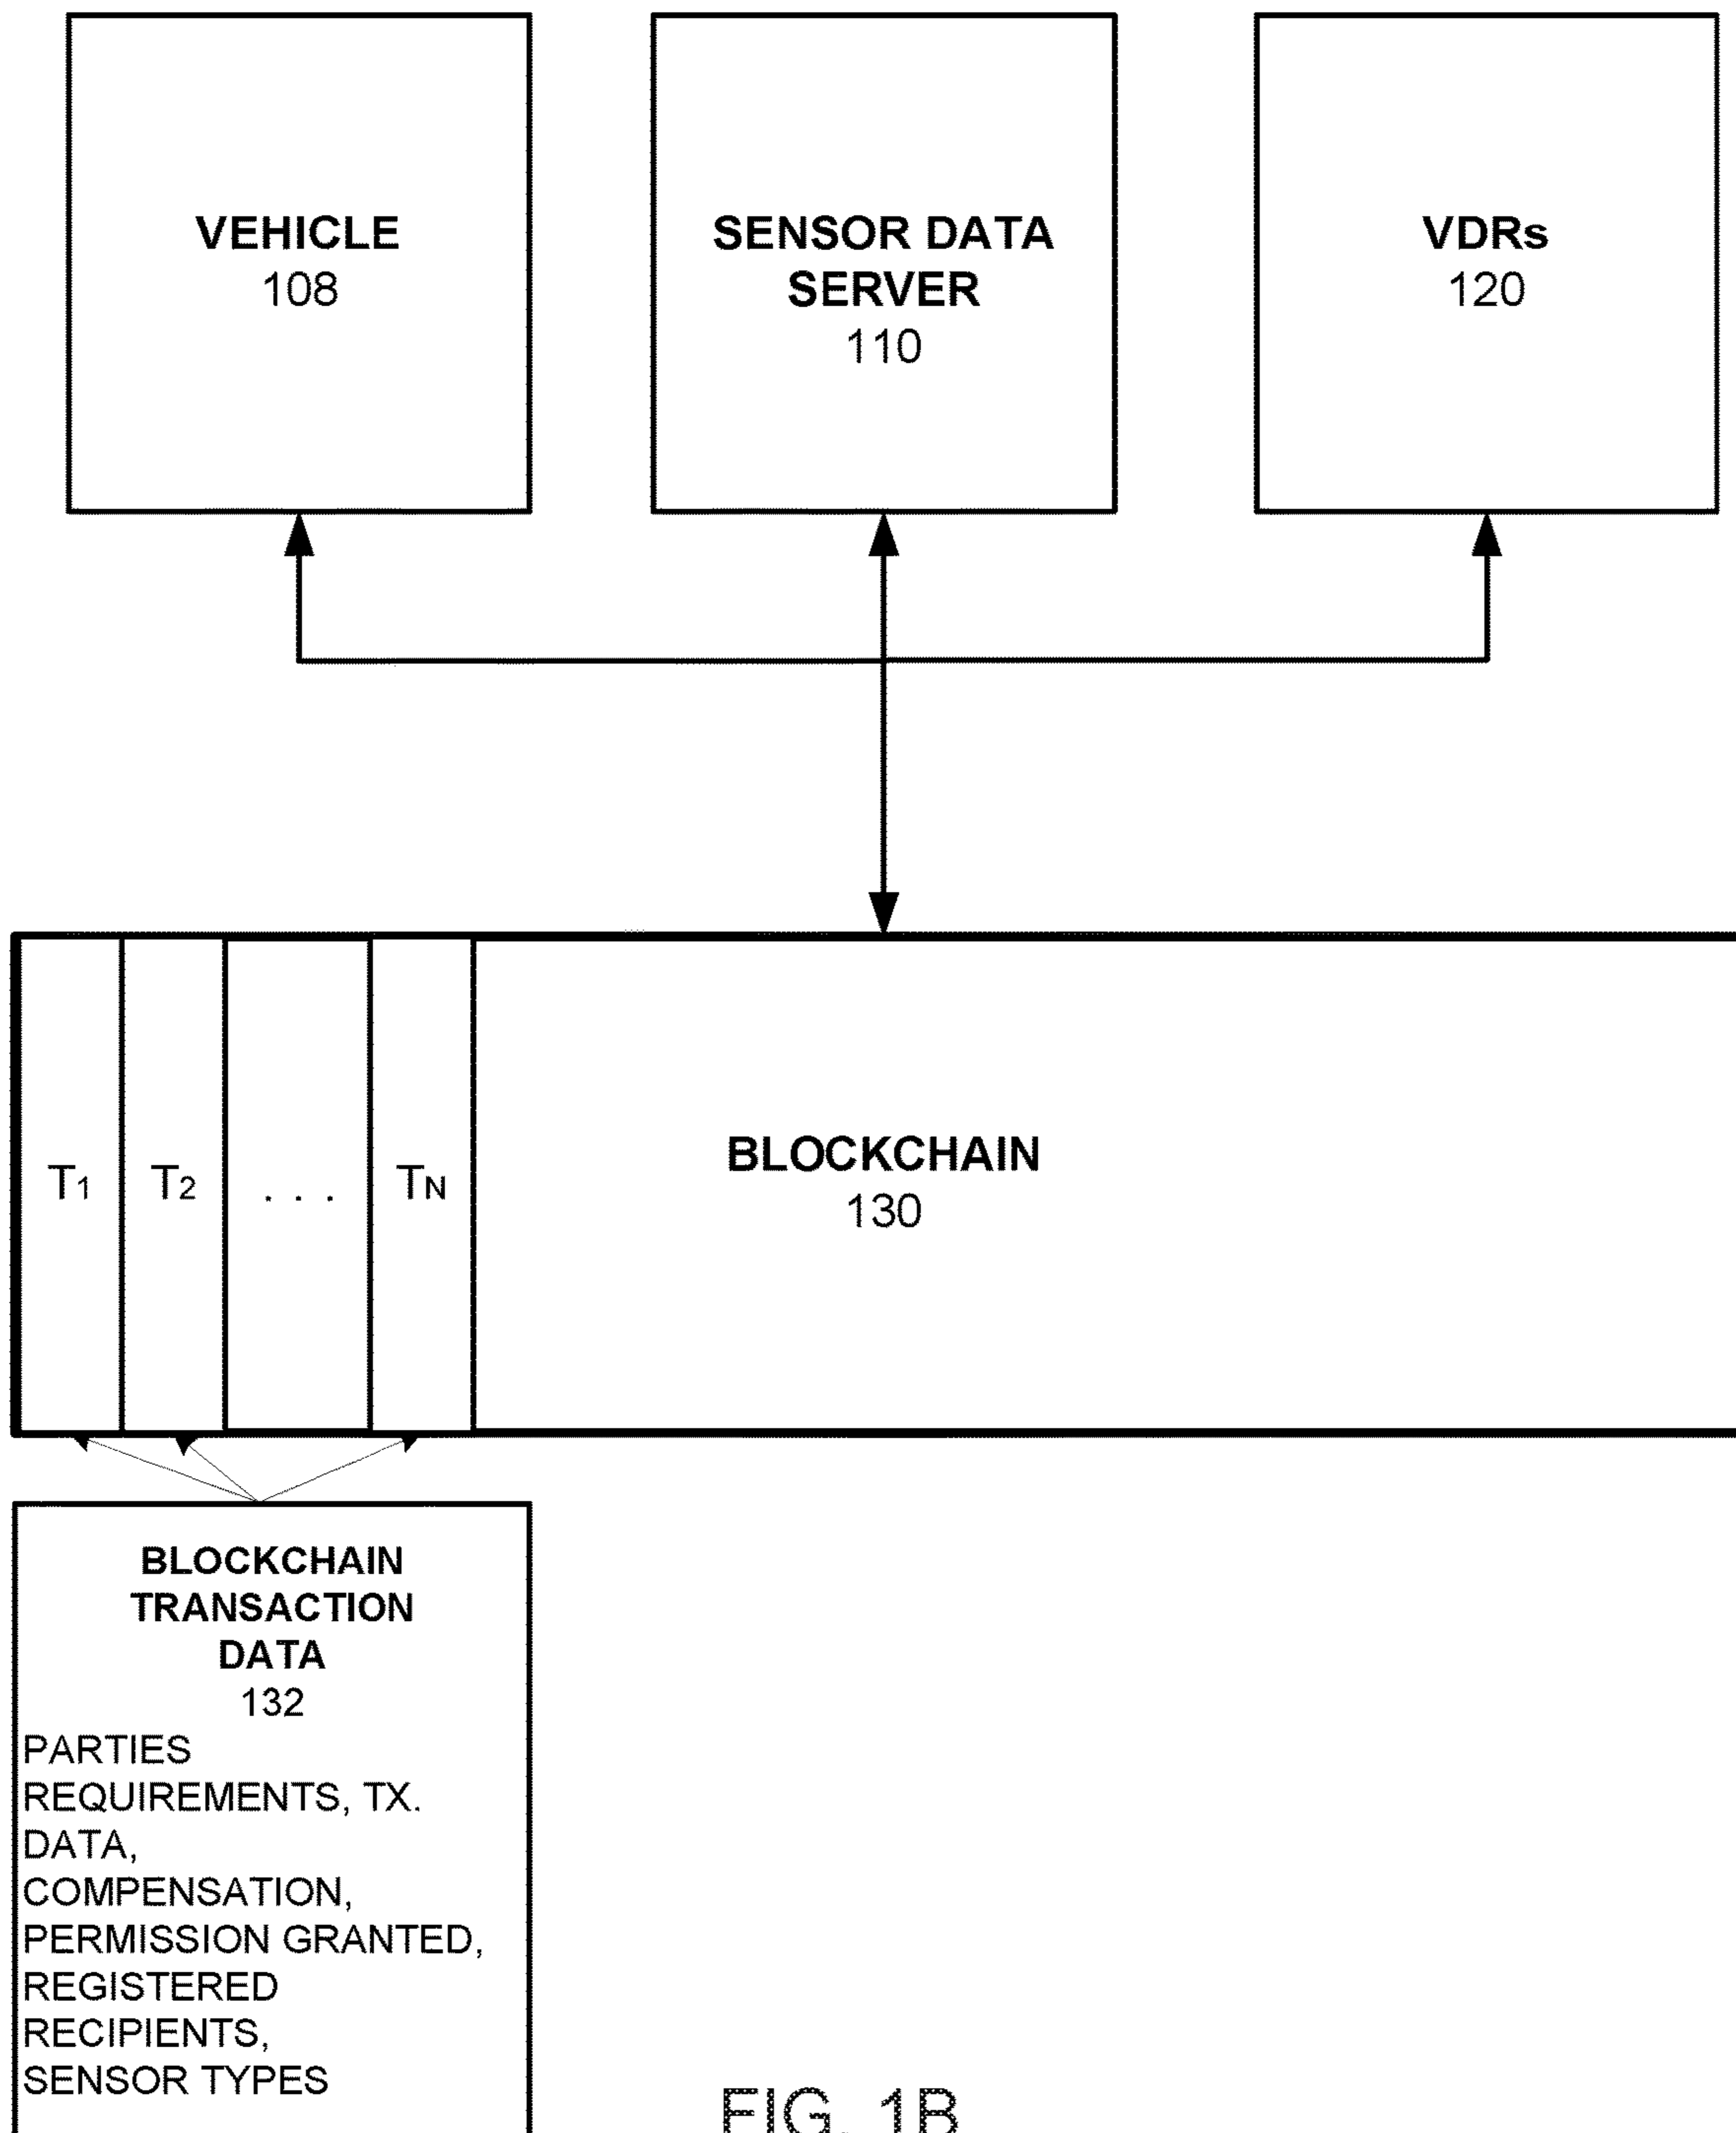 VEHICLE
108
SENSOR DATA
SERVER
110
VDRs
120
T1
T2
. . .
TN
BLOCKCHAIN
130
BLOCKCHAIN
TRANSACTION
DATA
132
PARTIES
REQUIREMENTS, TX.
DATA,
COMPENSATION,
PERMISSION GRANTED,
REGISTERED
RECIPIENTS,
SENSOR TYPES
FIG. 1B